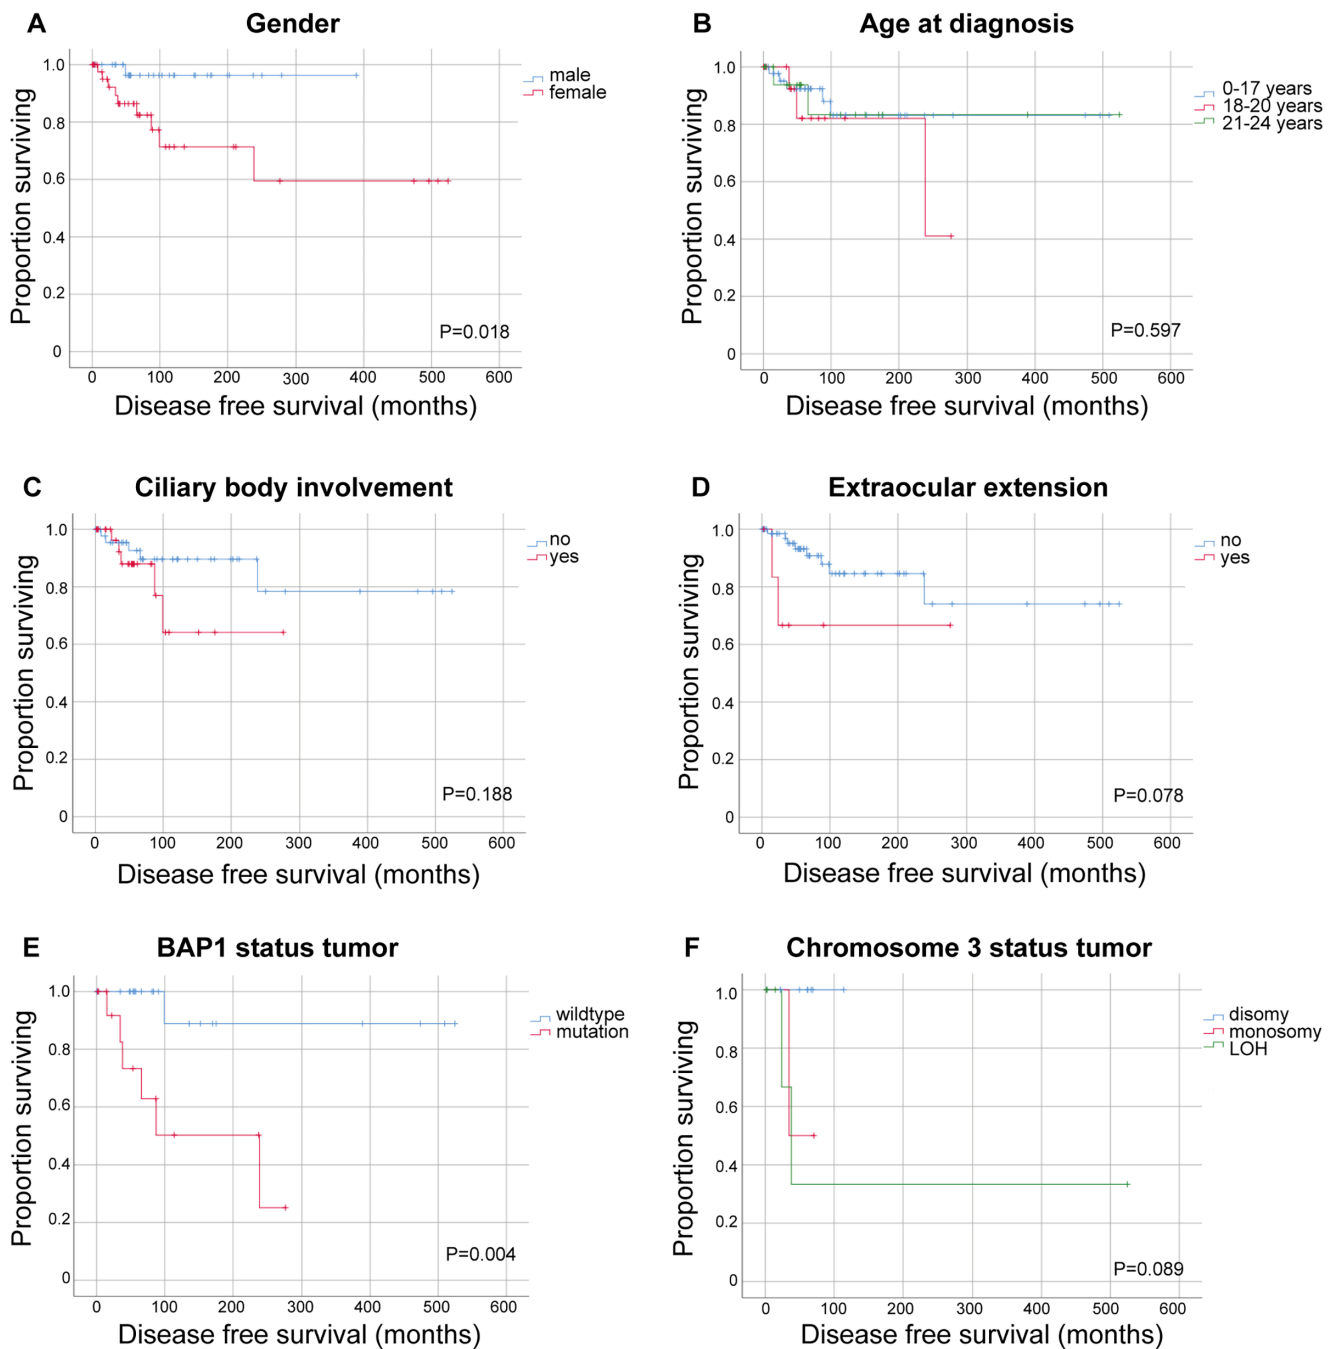 A Gender
1.0
0.8
0.6
0.4
0.2
0
Proportion surviving
male
female
P=0.018
0 100 200 300 400 500 600
Disease free survival (months)
B Age at diagnosis
1.0
0.8
0.6
0.4
0.2
0
Proportion surviving
0-17 years
18-20 years
21-24 years
P=0.597
0 100 200 300 400 500 600
Disease free survival (months)
C Ciliary body involvement
1.0
0.8
0.6
0.4
0.2
0
Proportion surviving
no
yes
P=0.188
0 100 200 300 400 500 600
Disease free survival (months)
D Extraocular extension
1.0
0.8
0.6
0.4
0.2
0
Proportion surviving
no
yes
P=0.078
0 100 200 300 400 500 600
Disease free survival (months)
E BAP1 status tumor
1.0
0.8
0.6
0.4
0.2
0
Proportion surviving
wildtype
mutation
P=0.004
0 100 200 300 400 500 600
Disease free survival (months)
F Chromosome 3 status tumor
1.0
0.8
0.6
0.4
0.2
0
Proportion surviving
disomy
monosomy
LOH
P=0.089
0 100 200 300 400 500 600
Disease free survival (months)